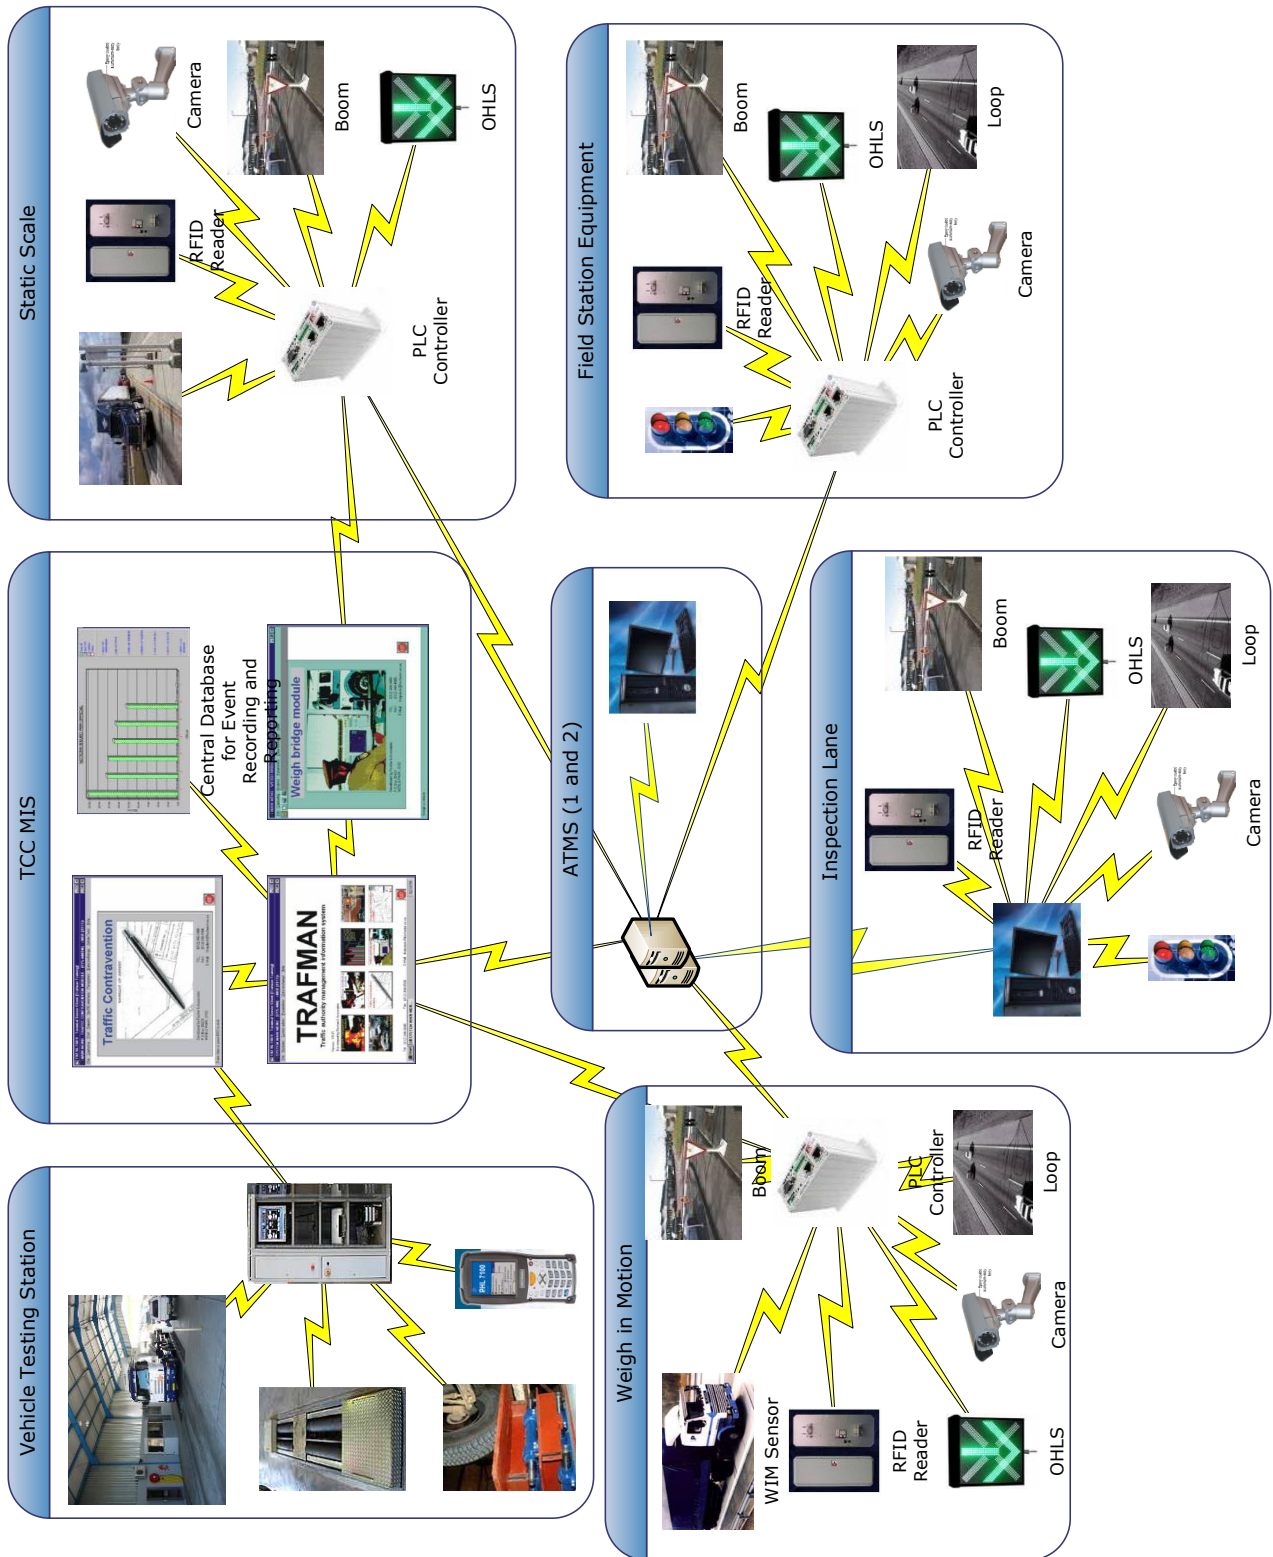 Vehicle Testing Station
PHL 7100
TCC MIS
Traffic Contravention
TRAFMAN
Traffic authority management information system
Central Database
for Event
Recording and
Reporting
Weigh bridge module
Static Scale
RFID
Reader
Camera
Boom
OHLS
PLC
Controller
Weigh in Motion
WIM Sensor
RFID
Reader
OHLS
Camera
Boom
PLC
Controller
Loop
ATMS (1 and 2)
Field Station Equipment
RFID
Reader
Boom
OHLS
Loop
Camera
PLC
Controller
Inspection Lane
RFID
Reader
Boom
OHLS
Loop
Camera